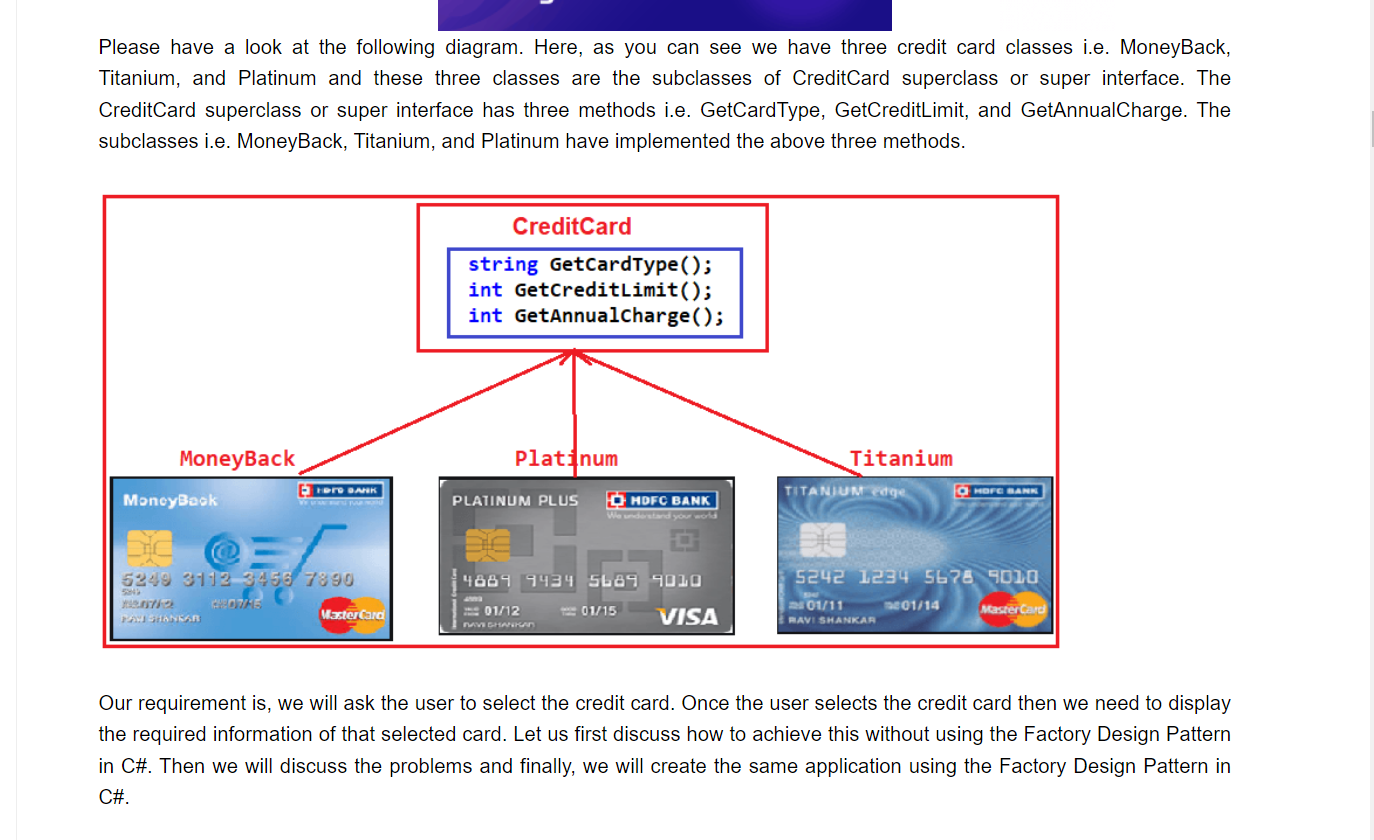 Please have a look at the following diagram. Here, as you can see we have three credit card classes i.e. MoneyBack,
Titanium, and Platinum and these three classes are the subclasses of CreditCard superclass or super interface. The
CreditCard superclass or super interface has three methods i.e. GetCardType, GetCreditLimit, and GetAnnualCharge. The
subclasses i.e. MoneyBack, Titanium, and Platinum have implemented the above three methods.
CreditCard
string GetCardType();
int GetCreditLimit();
int GetAnnualCharge();
MoneyBack
Platinum
Titanium
MoneyBack
HDFC BANK
5249 3112 3456 7890
RAVI SHANKAR
MasterCard
PLATINUM PLUS
HDFC BANK
We understand your world
4889 9434 5689 9010
01/12
01/15
RAVI SHANKAR
VISA
TITANIUM edge
HDFC BANK
5242 1234 5678 9010
01/11
01/14
RAVI SHANKAR
MasterCard
Our requirement is, we will ask the user to select the credit card. Once the user selects the credit card then we need to display
the required information of that selected card. Let us first discuss how to achieve this without using the Factory Design Pattern
in C#. Then we will discuss the problems and finally, we will create the same application using the Factory Design Pattern in
C#.